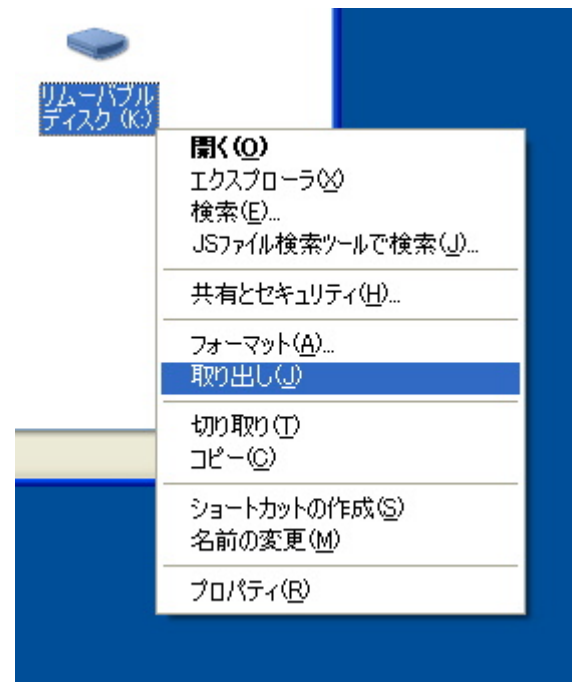 リムーバブル
ディスク (K:)
開く(O)
エクスプローラ(X)
検索(E)...
JSファイル検索ツールで検索(J)...
共有とセキュリティ(H)...
フォーマット(A)...
取り出し(J)
切り取り(T)
コピー(C)
ショートカットの作成(S)
名前の変更(M)
プロパティ(R)